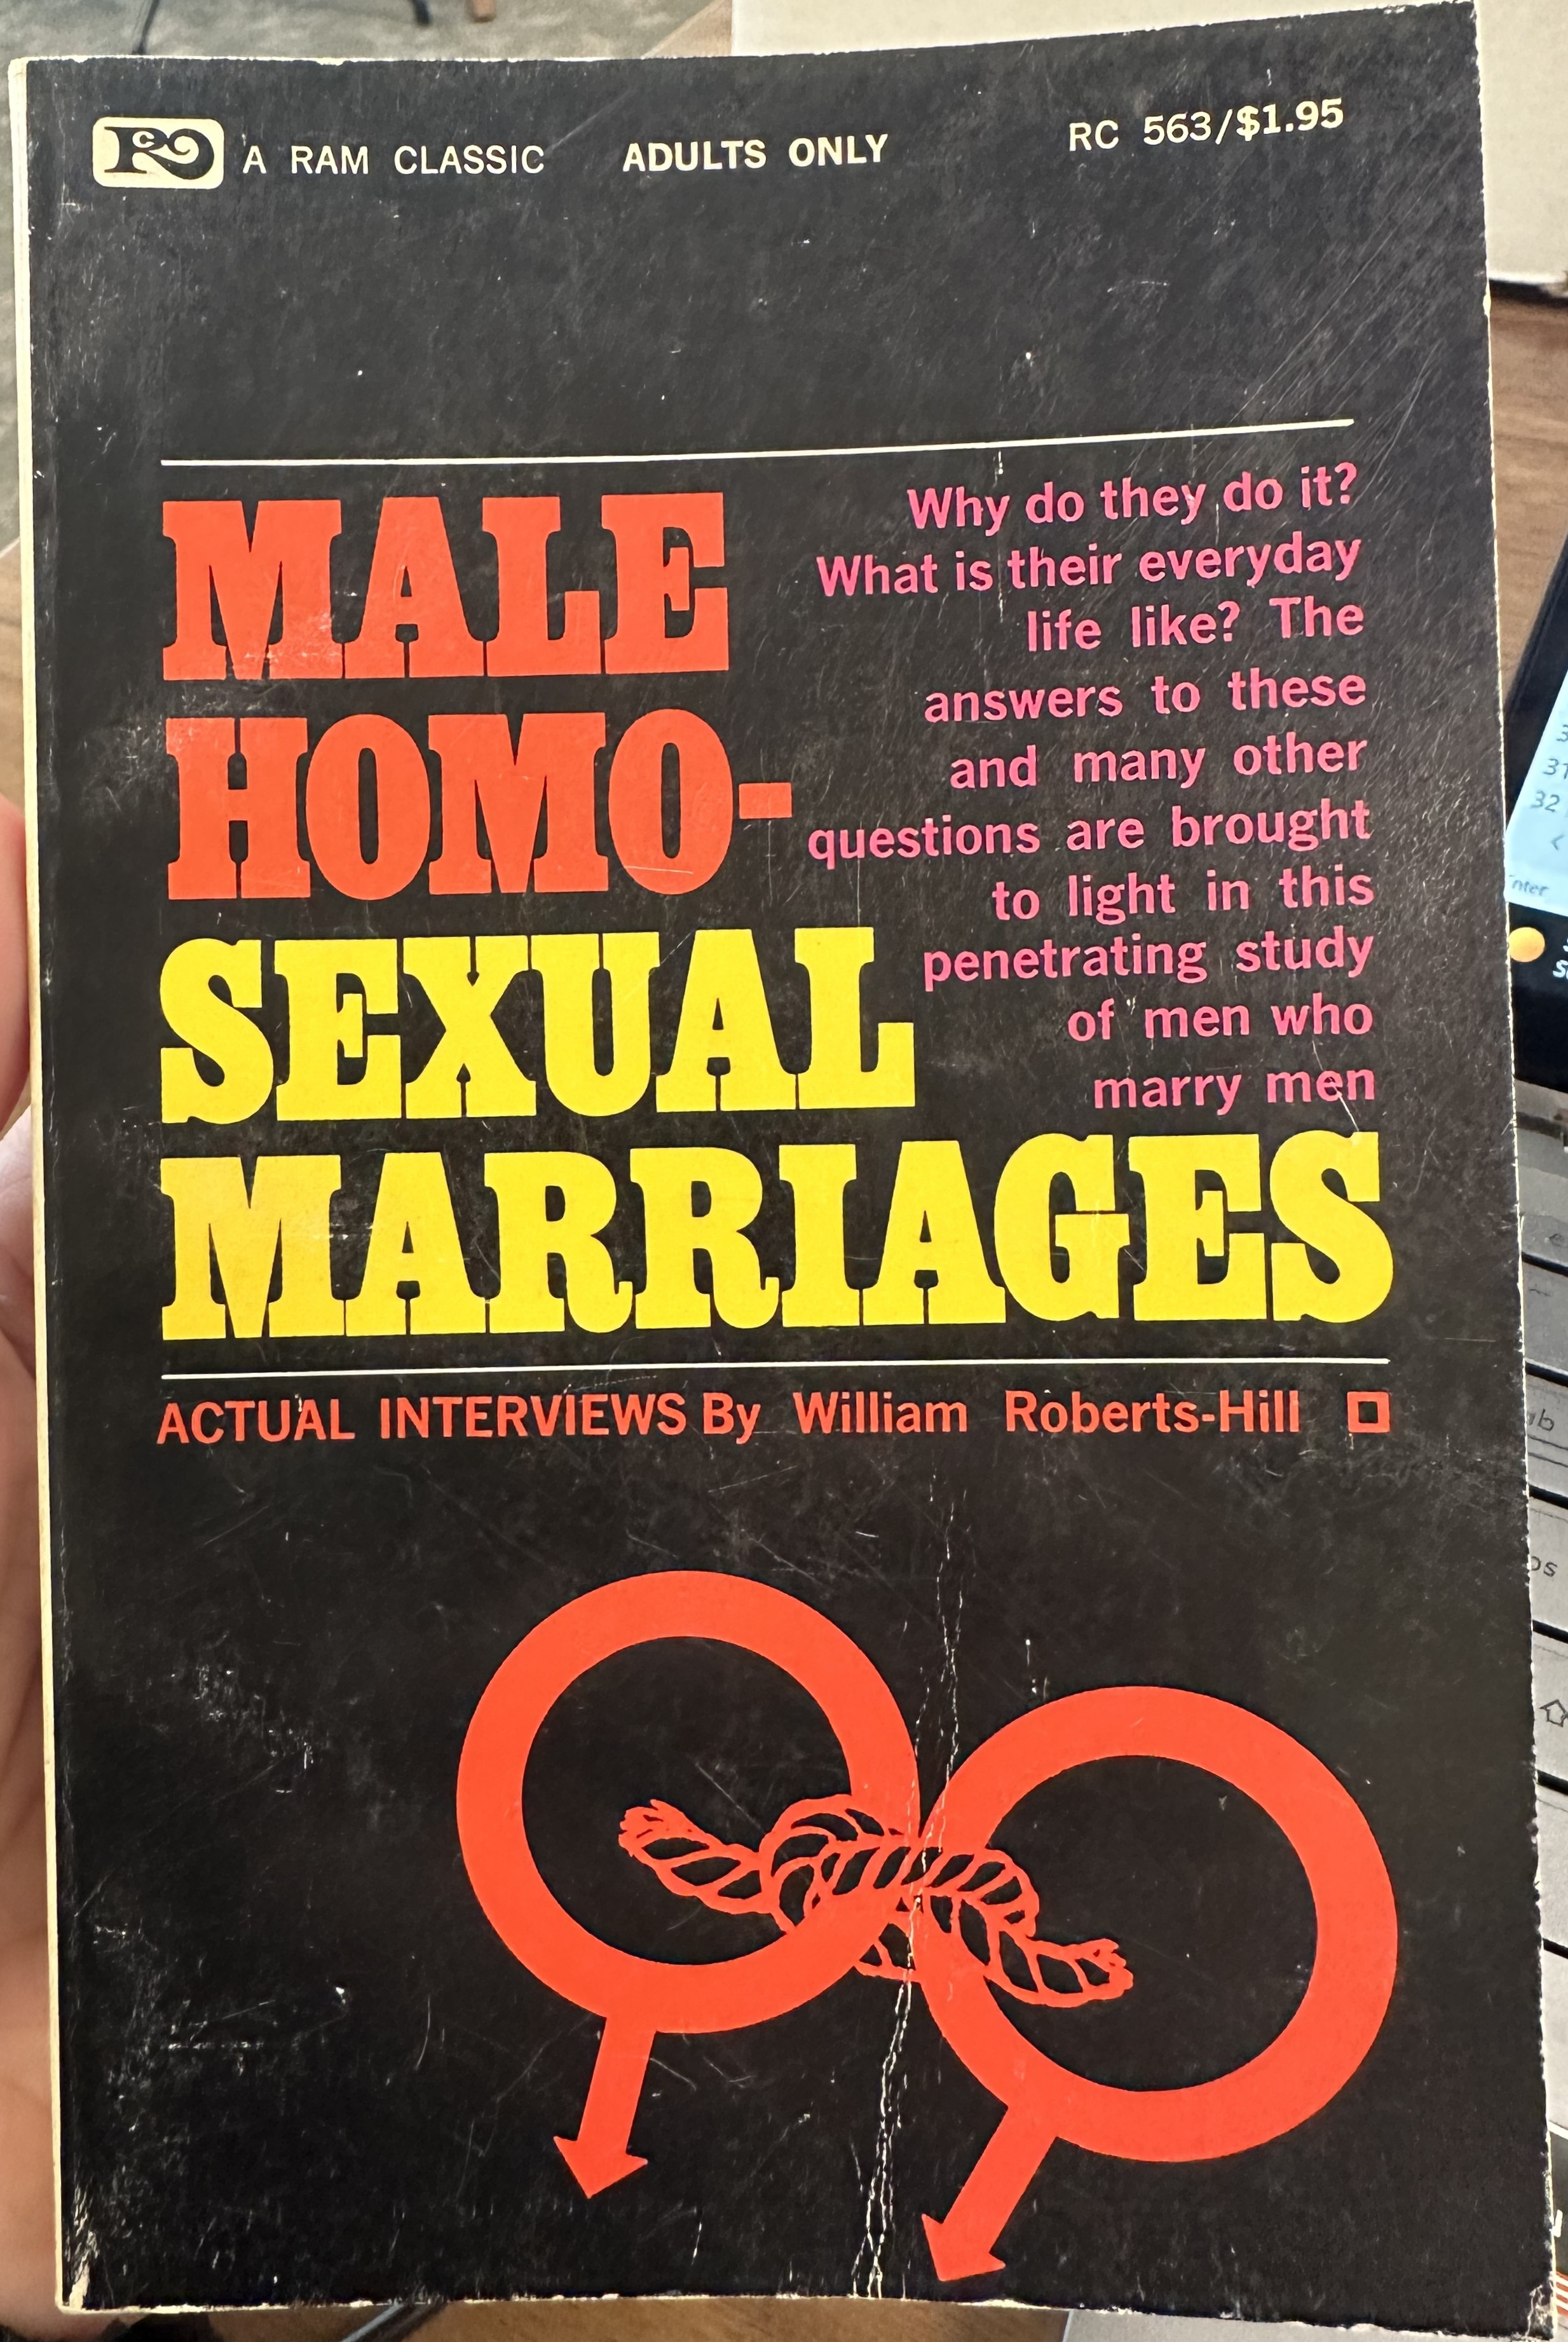 A RAM CLASSIC ADULTS ONLY RC 563/$1.95
MALE
HOMO-
SEXUAL
MARRIAGES
Why do they do it?
What is their everyday
life like? The
answers to these
and many other
questions are brought
to light in this
penetrating study
of men who
marry men
ACTUAL INTERVIEWS By William Roberts-Hill
31
32